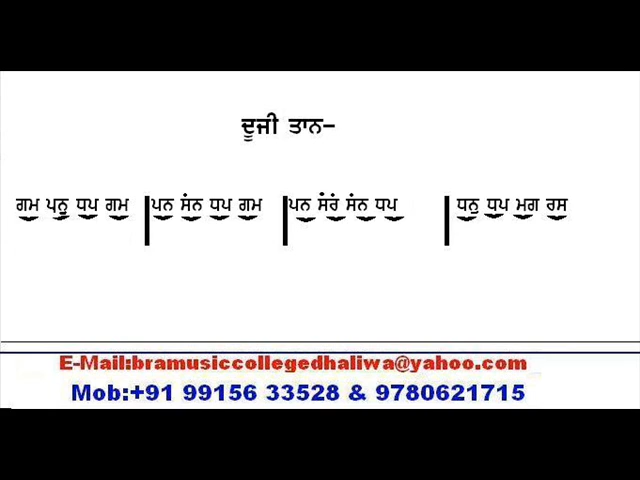 ਦੂਜੀ ਤਾਨ–
ਗਮ ਪਨੁ ਧਪ ਗਮ | ਪਨ ਸੰਨ ਧਪ ਗਮ | ਪਨ ਸੰਰੰ ਸੰਨ ਧਪ | ਧਨੁ ਧਪ ਮਗ ਰਸ
E-Mail:bramusiccollegedhaliwa@yahoo.com
Mob:+91 99156 33528 & 9780621715